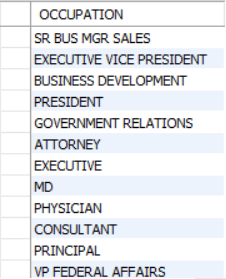 OCCUPATION
SR BUS MGR SALES
EXECUTIVE VICE PRESIDENT
BUSINESS DEVELOPMENT
PRESIDENT
GOVERNMENT RELATIONS
ATTORNEY
EXECUTIVE
MD
PHYSICIAN
CONSULTANT
PRINCIPAL
VP FEDERAL AFFAIRS